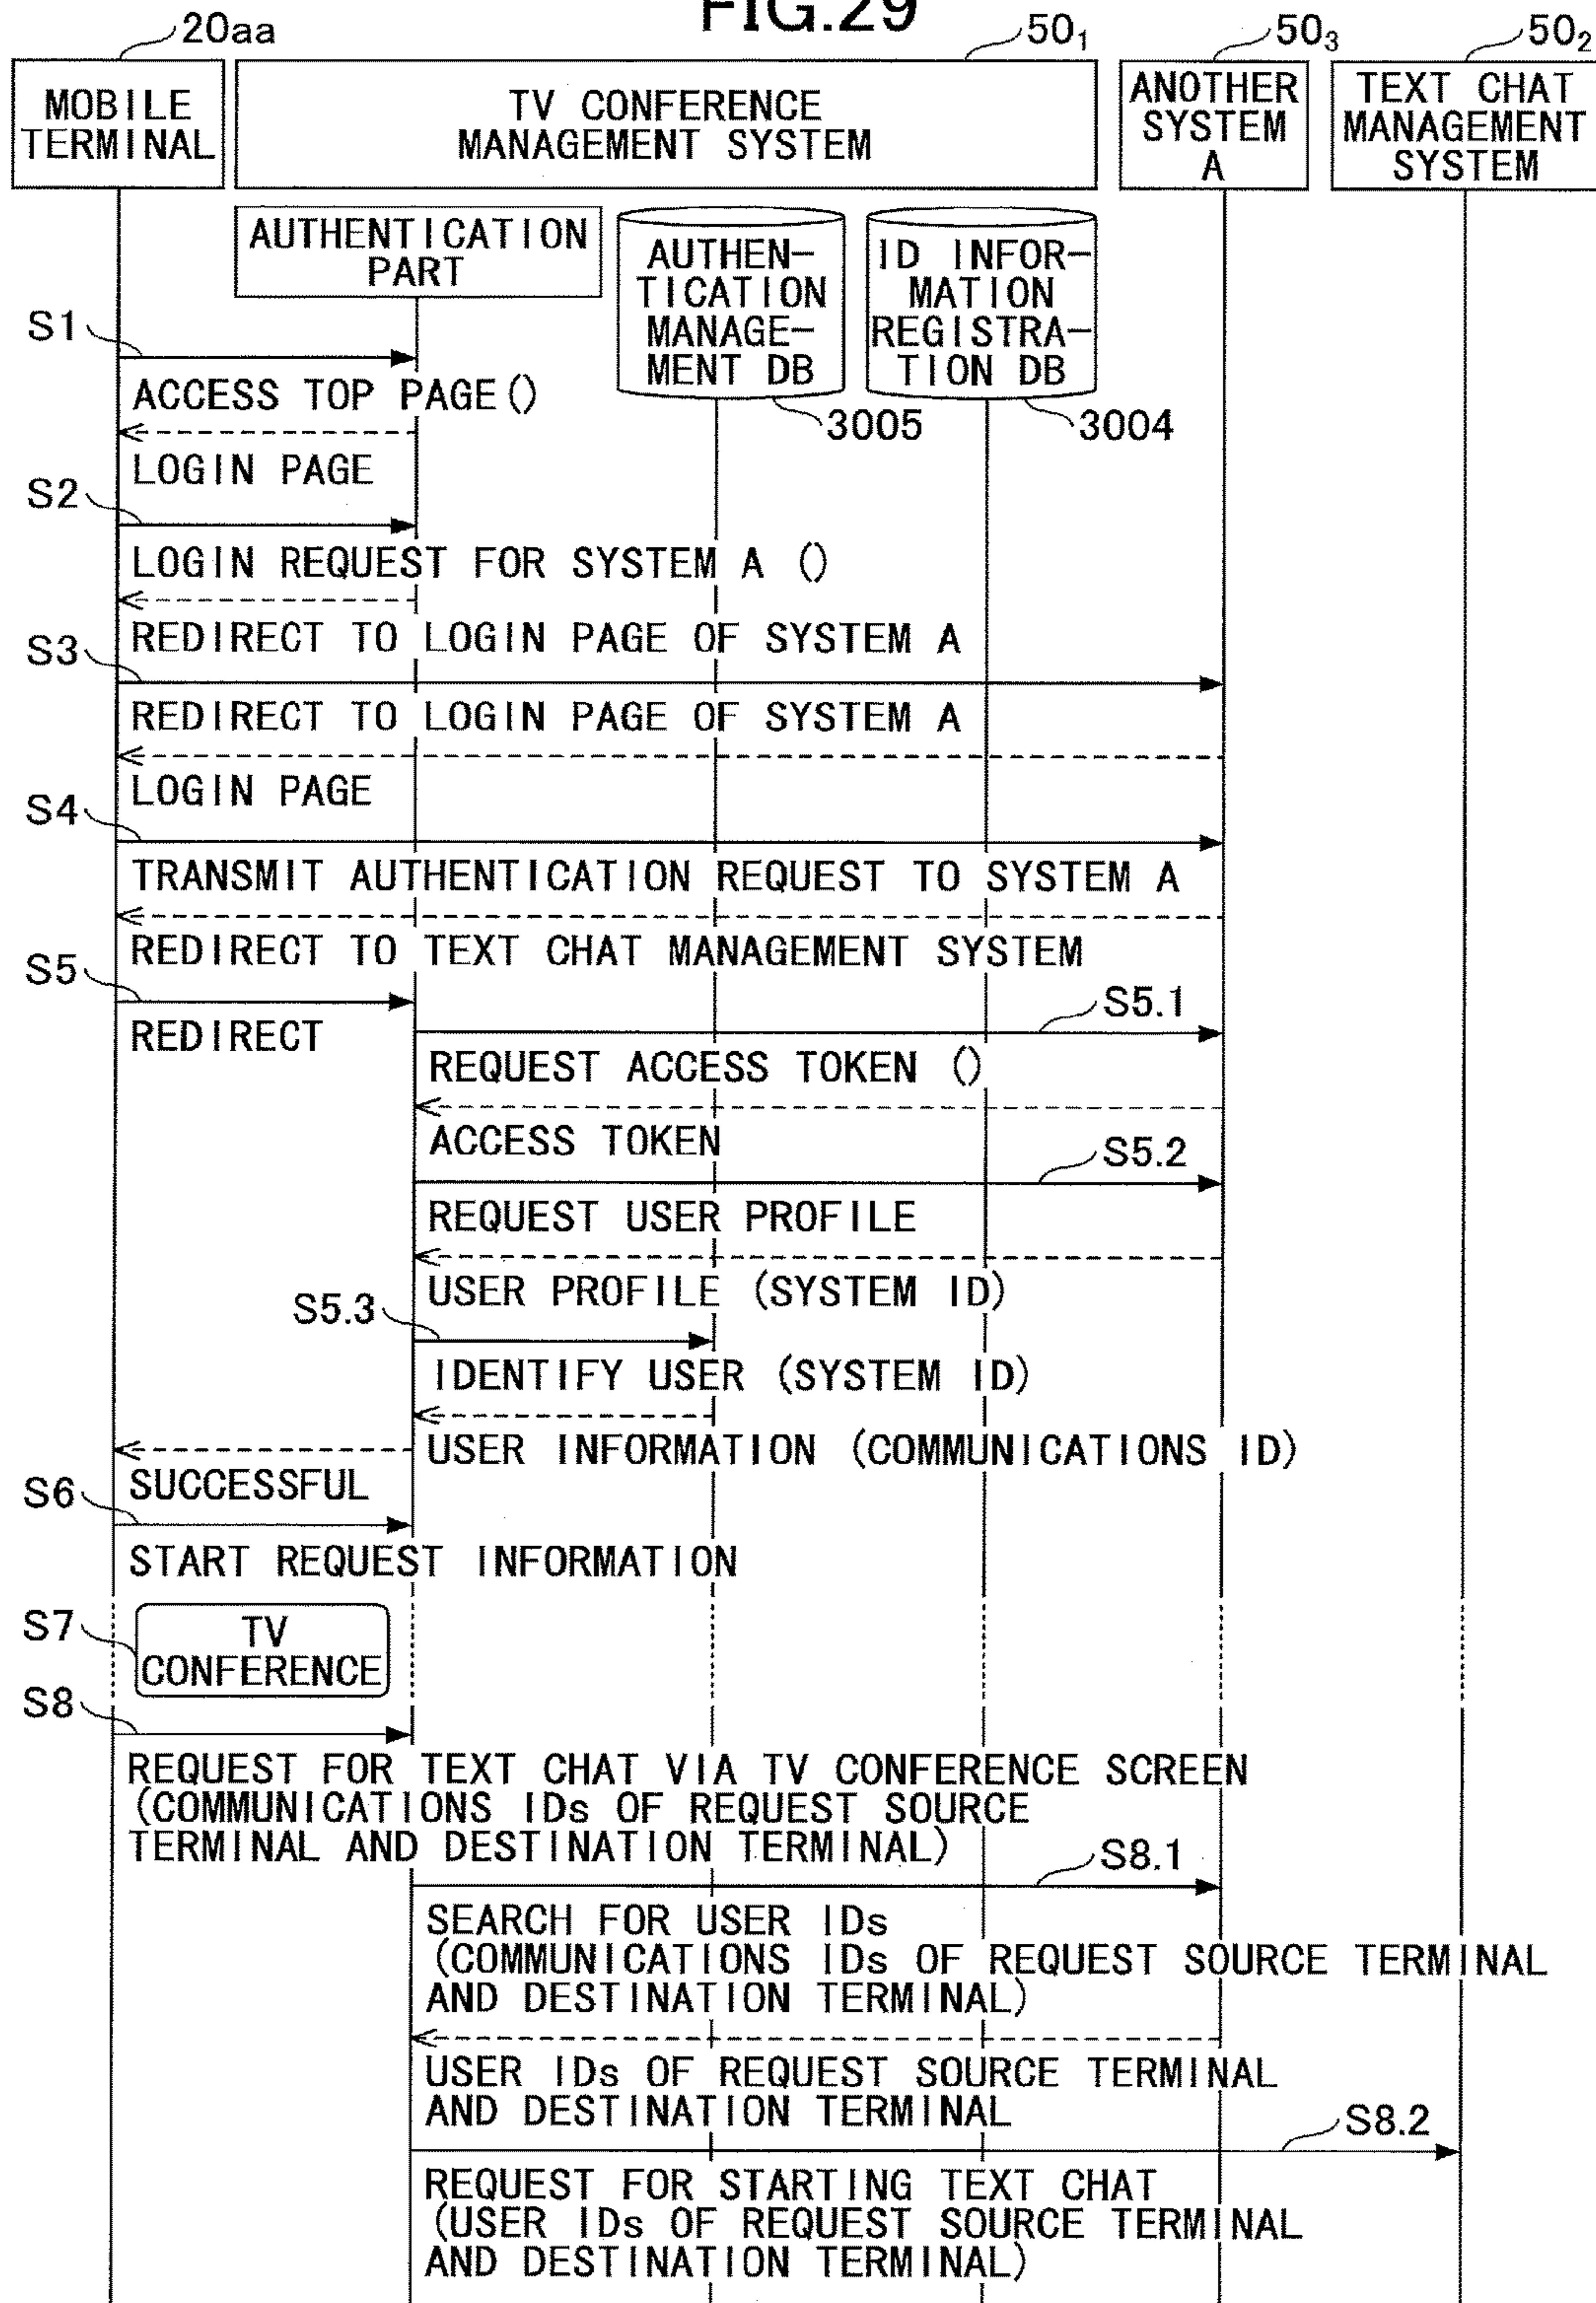 FIG.29
20aa
50₁
50₃
50₂
MOBILE
TERMINAL
TV CONFERENCE
MANAGEMENT SYSTEM
ANOTHER
SYSTEM
A
TEXT CHAT
MANAGEMENT
SYSTEM
AUTHENTICATION
PART
AUTHEN-
TICATION
MANAGE-
MENT DB
ID INFOR-
MATION
REGISTRA-
TION DB
3005
3004
S1
ACCESS TOP PAGE()
LOGIN PAGE
S2
LOGIN REQUEST FOR SYSTEM A ()
REDIRECT TO LOGIN PAGE OF SYSTEM A
S3
REDIRECT TO LOGIN PAGE OF SYSTEM A
LOGIN PAGE
S4
TRANSMIT AUTHENTICATION REQUEST TO SYSTEM A
REDIRECT TO TEXT CHAT MANAGEMENT SYSTEM
S5
REDIRECT
S5.1
REQUEST ACCESS TOKEN ()
ACCESS TOKEN
S5.2
REQUEST USER PROFILE
USER PROFILE (SYSTEM ID)
S5.3
IDENTIFY USER (SYSTEM ID)
USER INFORMATION (COMMUNICATIONS ID)
SUCCESSFUL
S6
START REQUEST INFORMATION
S7
TV
CONFERENCE
S8
REQUEST FOR TEXT CHAT VIA TV CONFERENCE SCREEN
(COMMUNICATIONS IDs OF REQUEST SOURCE
TERMINAL AND DESTINATION TERMINAL)
S8.1
SEARCH FOR USER IDs
(COMMUNICATIONS IDs OF REQUEST SOURCE TERMINAL
AND DESTINATION TERMINAL)
USER IDs OF REQUEST SOURCE TERMINAL
AND DESTINATION TERMINAL
S8.2
REQUEST FOR STARTING TEXT CHAT
(USER IDs OF REQUEST SOURCE TERMINAL
AND DESTINATION TERMINAL)